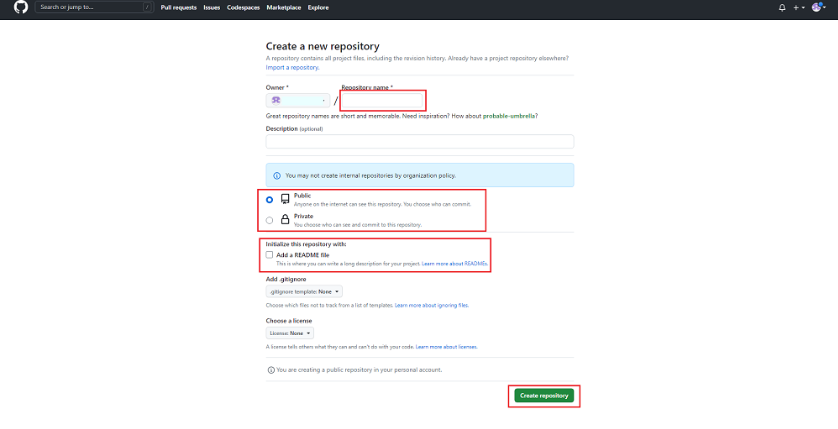 Search or jump to... / Pull requests Issues Codespaces Marketplace Explore
Create a new repository
A repository contains all project files, including the revision history. Already have a project repository elsewhere?
Import a repository.
Owner * Repository name *
/
Great repository names are short and memorable. Need inspiration? How about probable-umbrella?
Description (optional)
You may not create internal repositories by organization policy.
Public
Anyone on the internet can see this repository. You choose who can commit.
Private
You choose who can see and commit to this repository.
Initialize this repository with:
Add a README file
This is where you can write a long description for your project. Learn more about READMEs.
Add .gitignore
.gitignore template: None
Choose which files not to track from a list of templates. Learn more about ignoring files.
Choose a license
License: None
A license tells others what they can and can't do with your code. Learn more about licenses.
You are creating a public repository in your personal account.
Create repository